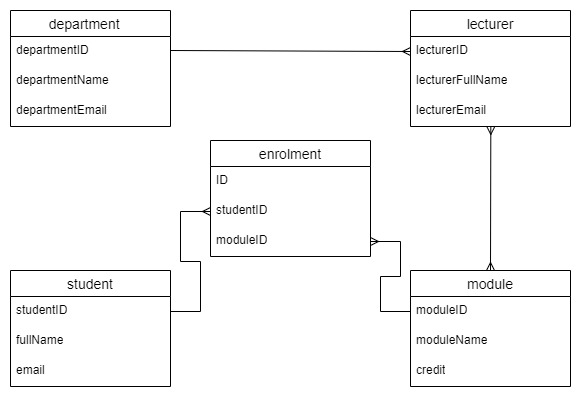 department
departmentID
departmentName
departmentEmail
lecturer
lecturerID
lecturerFullName
lecturerEmail
enrolment
ID
studentID
moduleID
student
studentID
fullName
email
module
moduleID
moduleName
credit